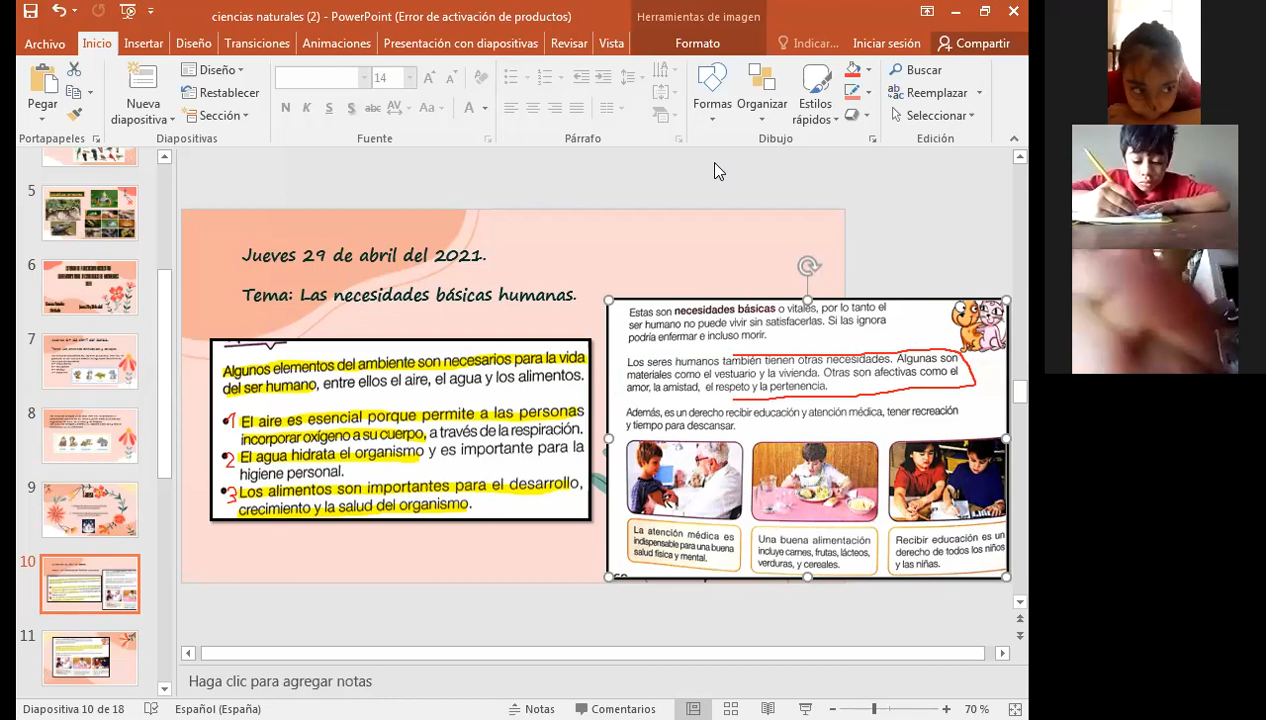 ciencias naturales (2) - PowerPoint (Error de activación de productos)
Herramientas de imagen
Archivo
Inicio
Insertar
Diseño
Transiciones
Animaciones
Presentación con diapositivas
Revisar
Vista
Formato
Indicar...
Iniciar sesión
Compartir
Pegar
Nueva diapositiva
Diseño
Restablecer
Sección
14
N K S abc AV Aa A
Formas
Organizar
Estilos rápidos
Buscar
Reemplazar
Seleccionar
Portapapeles
Diapositivas
Fuente
Párrafo
Dibujo
Edición
5
6
7
8
9
10
11
Jueves 29 de abril del 2021.
Tema: Las necesidades básicas humanas.
Algunos elementos del ambiente son necesarios para la vida
del ser humano, entre ellos el aire, el agua y los alimentos.
1 El aire es esencial porque permite a las personas
incorporar oxígeno a su cuerpo, a través de la respiración.
2 El agua hidrata el organismo y es importante para la
higiene personal.
3 Los alimentos son importantes para el desarrollo,
crecimiento y la salud del organismo.
Estas son necesidades básicas o vitales, por lo tanto el
ser humano no puede vivir sin satisfacerlas. Si las ignora
podría enfermar e incluso morir.
Los seres humanos también tienen otras necesidades. Algunas son
materiales como el vestuario y la vivienda. Otras son afectivas como el
amor, la amistad, el respeto y la pertenencia.
Además, es un derecho recibir educación y atención médica, tener recreación
y tiempo para descansar.
La atención médica es
indispensable para una buena
salud física y mental.
Una buena alimentación
incluye carnes, frutas, lácteos,
verduras, y cereales.
Recibir educación es un
derecho de todos los niños
y las niñas.
Haga clic para agregar notas
Diapositiva 10 de 18
Español (España)
Notas
Comentarios
70 %